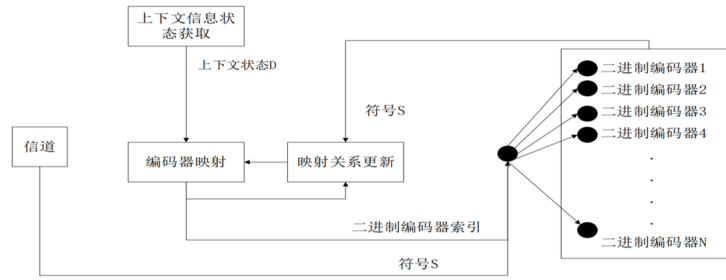 上下文信息状
态获取
上下文状态D
符号S
信道
编码器映射
映射关系更新
二进制编码器1
二进制编码器2
二进制编码器3
二进制编码器4
二进制编码器N
二进制编码器索引
符号S